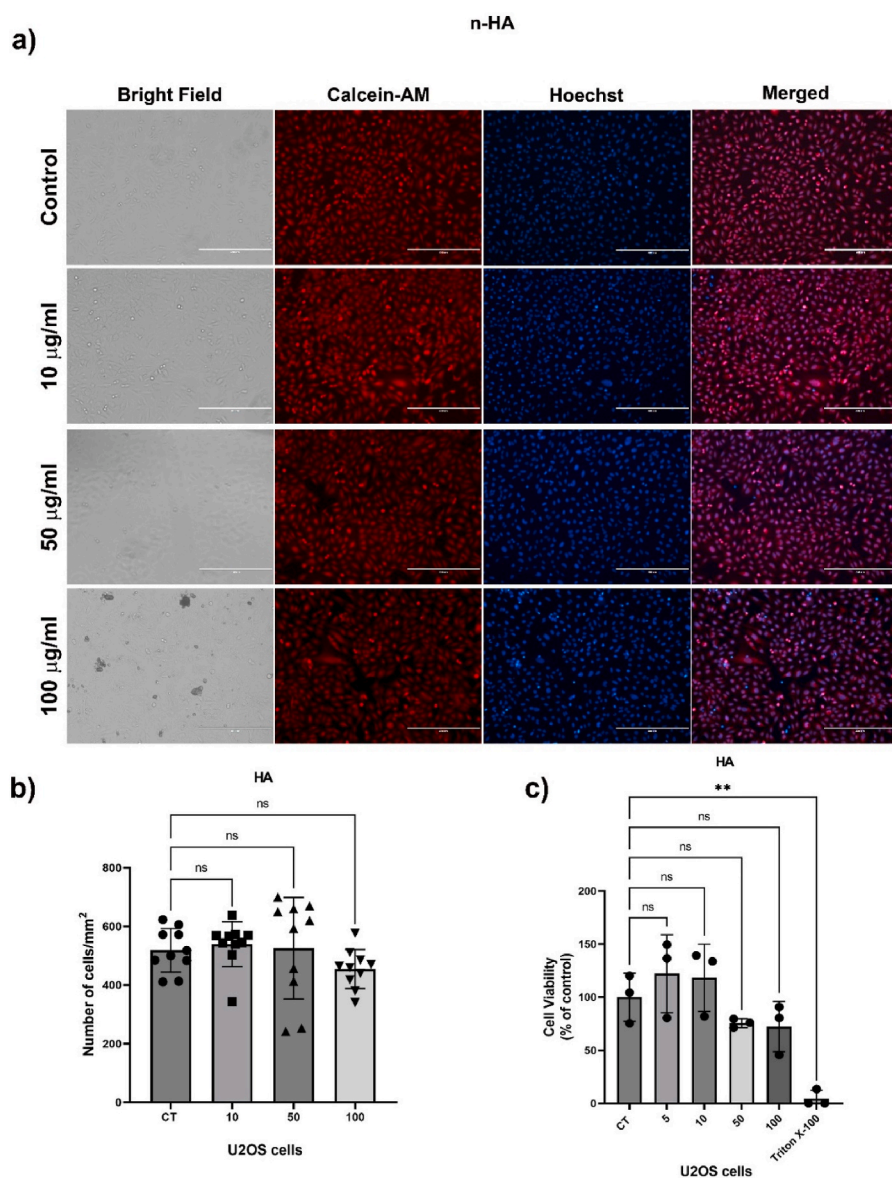 n-HA
a)
Bright Field Calcein-AM Hoechst Merged
Control
10 µg/ml
50 µg/ml
100 µg/ml
b)
HA
ns
ns
ns
Number of cells/mm²
800
600
400
200
0
CT 10 50 100
U2OS cells
c)
HA
**
ns
ns
ns
ns
Cell Viability
(% of control)
200
150
100
50
0
CT 5 10 50 100 Triton X-100
U2OS cells